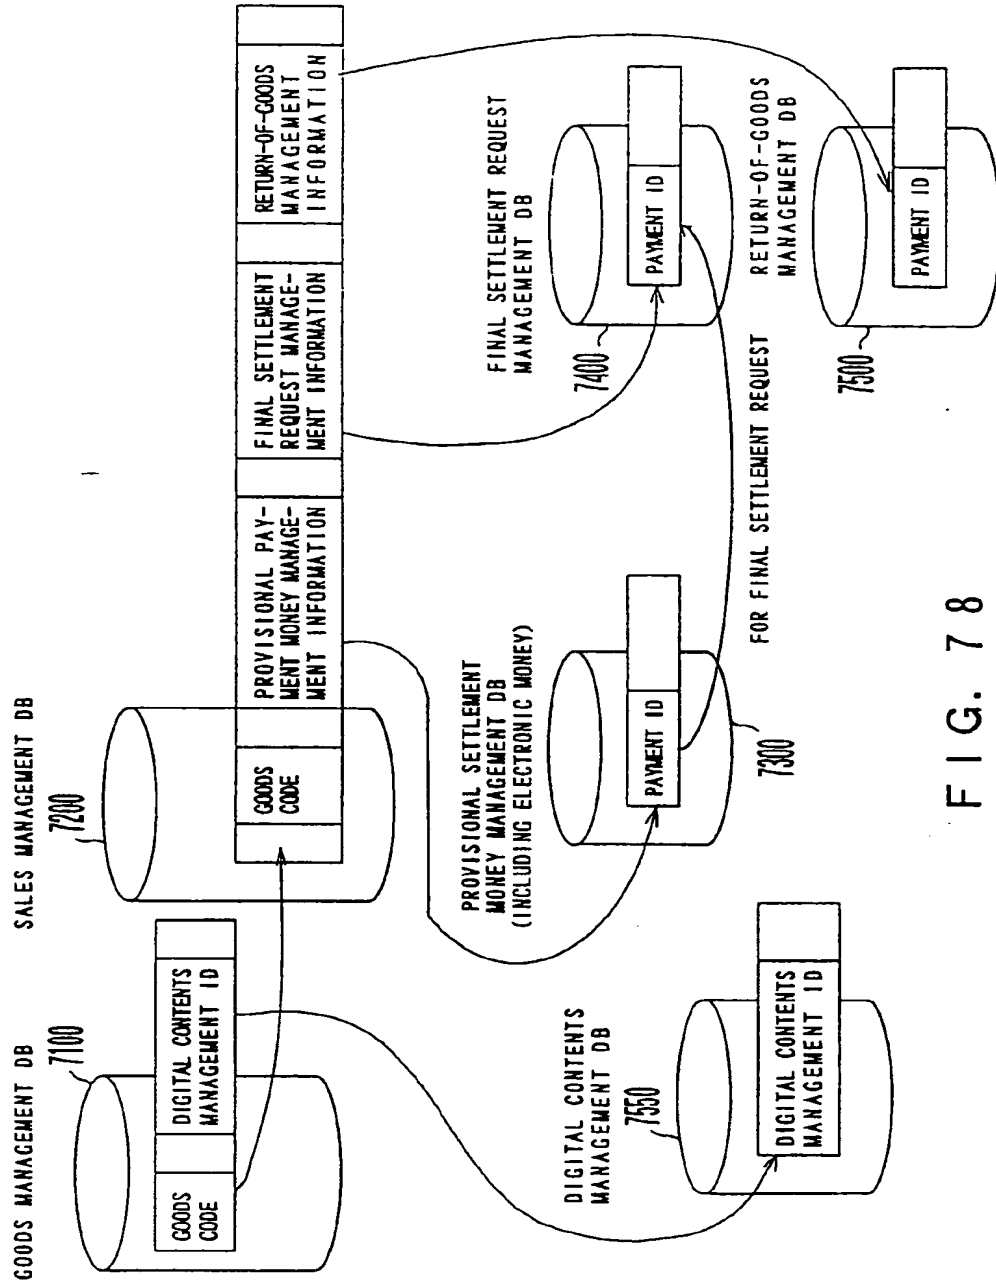 GOODS MANAGEMENT DB
7100
GOODS
CODE
DIGITAL CONTENTS
MANAGEMENT ID
SALES MANAGEMENT DB
7200
GOODS
CODE
PROVISIONAL PAY-
MENT MONEY MANAGE-
MENT INFORMATION
FINAL SETTLEMENT
REQUEST MANAGE-
MENT INFORMATION
RETURN-OF-GOODS
MANAGEMENT
INFORMATION
DIGITAL CONTENTS
MANAGEMENT DB
7550
DIGITAL CONTENTS
MANAGEMENT ID
PROVISIONAL SETTLEMENT
MONEY MANAGEMENT DB
(INCLUDING ELECTRONIC MONEY)
PAYMENT ID
7300
FINAL SETTLEMENT REQUEST
MANAGEMENT DB
7400
PAYMENT ID
FOR FINAL SETTLEMENT REQUEST
RETURN-OF-GOODS
MANAGEMENT DB
7500
PAYMENT ID
FIG. 78